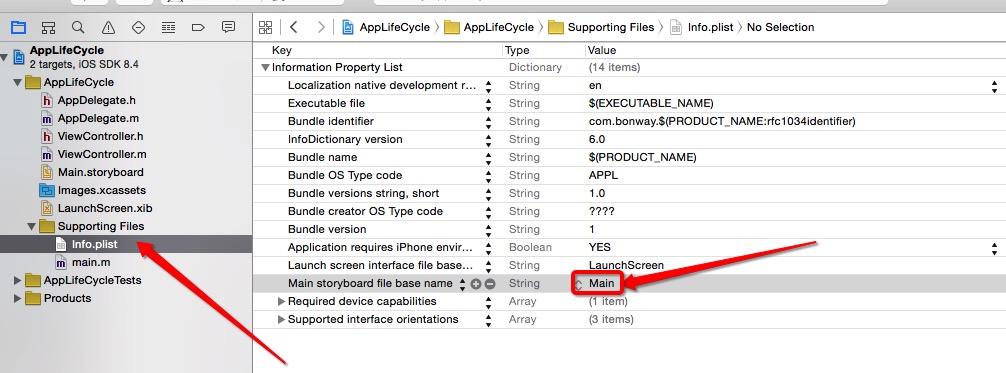 AppLifeCycle
2 targets, iOS SDK 8.4
AppLifeCycle
h AppDelegate.h
m AppDelegate.m
h ViewController.h
m ViewController.m
Main.storyboard
Images.xcassets
LaunchScreen.xib
Supporting Files
Info.plist
m main.m
AppLifeCycleTests
Products
AppLifeCycle AppLifeCycle Supporting Files Info.plist No Selection
Key Type Value
Information Property List Dictionary (14 items)
Localization native development r... String en
Executable file String $(EXECUTABLE_NAME)
Bundle identifier String com.bonway.$(PRODUCT_NAME:rfc1034identifier)
InfoDictionary version String 6.0
Bundle name String $(PRODUCT_NAME)
Bundle OS Type code String APPL
Bundle versions string, short String 1.0
Bundle creator OS Type code String ????
Bundle version String 1
Application requires iPhone envir... Boolean YES
Launch screen interface file base... String LaunchScreen
Main storyboard file base name String Main
Required device capabilities Array (1 item)
Supported interface orientations Array (3 items)